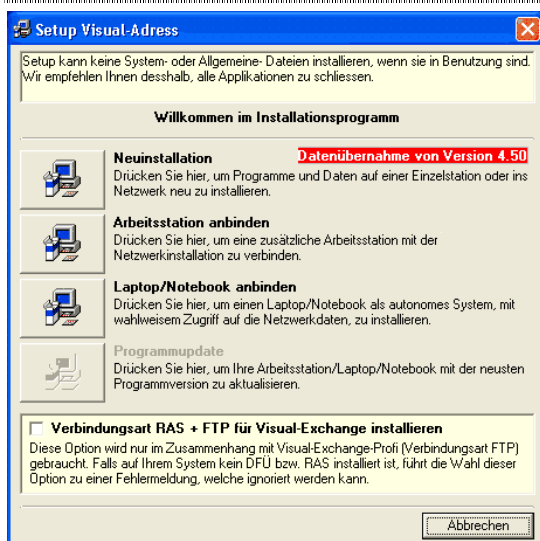 Setup Visual-Adress
Setup kann keine System- oder Allgemeine- Dateien installieren, wenn sie in Benutzung sind.
Wir empfehlen Ihnen desshalb, alle Applikationen zu schliessen.
Willkommen im Installationsprogramm
Neuinstallation Datenübernahme von Version 4.50
Drücken Sie hier, um Programme und Daten auf einer Einzelstation oder ins
Netzwerk neu zu installieren.
Arbeitsstation anbinden
Drücken Sie hier, um eine zusätzliche Arbeitsstation mit der
Netzwerkinstallation zu verbinden.
Laptop/Notebook anbinden
Drücken Sie hier, um einen Laptop/Notebook als autonomes System, mit
wahlweisem Zugriff auf die Netzwerkdaten, zu installieren.
Programmupdate
Drücken Sie hier, um Ihre Arbeitsstation/Laptop/Notebook mit der neusten
Programmversion zu aktualisieren.
Verbindungsart RAS + FTP für Visual-Exchange installieren
Diese Option wird nur im Zusammenhang mit Visual-Exchange-Profi (Verbindungsart FTP)
gebraucht. Falls auf Ihrem System kein DFÜ bzw. RAS installiert ist, führt die Wahl dieser
Option zu einer Fehlermeldung, welche ignoriert werden kann.
Abbrechen